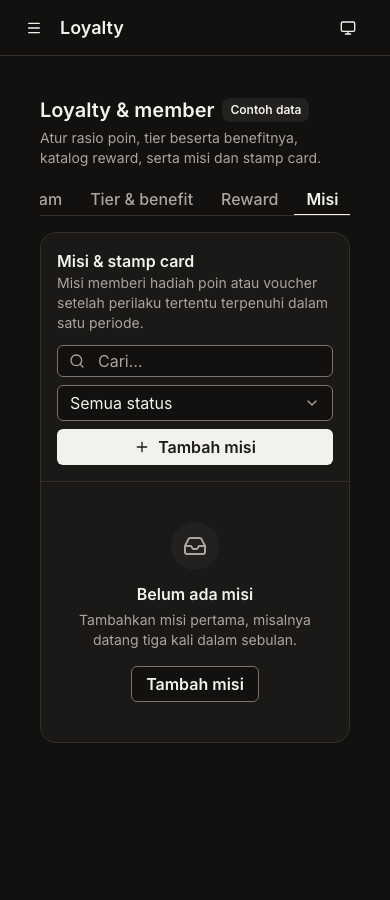 Loyalty
Loyalty & member
Contoh data
Atur rasio poin, tier beserta benefitnya,
katalog reward, serta misi dan stamp card.
am Tier & benefit Reward Misi
Misi & stamp card
Misi memberi hadiah poin atau voucher
setelah perilaku tertentu terpenuhi dalam
satu periode.
Cari...
Semua status
+ Tambah misi
Belum ada misi
Tambahkan misi pertama, misalnya
datang tiga kali dalam sebulan.
Tambah misi